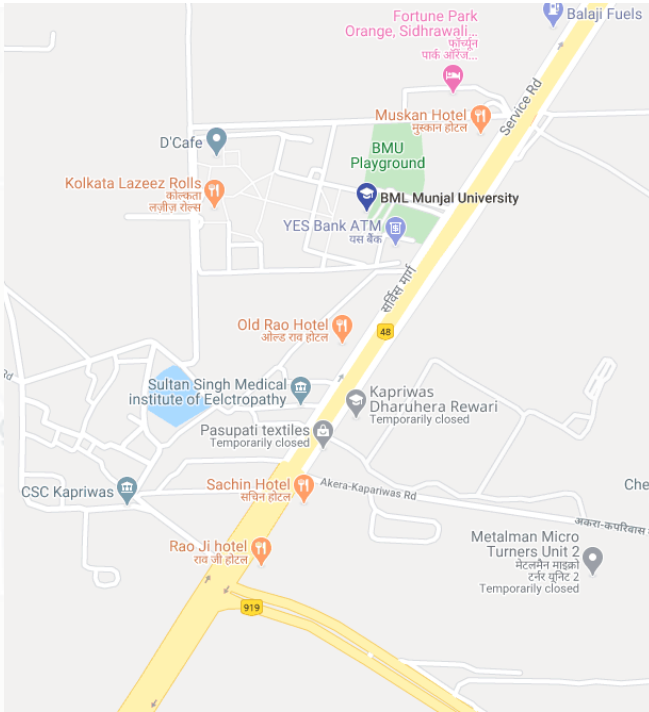 Fortune Park
Orange, Sidhrawali...
फॉर्च्यून
पार्क ऑरेंज...
Balaji Fuels
Muskan Hotel
मुस्कान होटल
Service Rd
D'Cafe
BMU
Playground
Kolkata Lazeez Rolls
कोल्कता
लज़ीज़ रोल्स
BML Munjal University
YES Bank ATM
यस बैंक
सर्विस मार्ग
Old Rao Hotel
ओल्ड राव होटल
48
Rd
Sultan Singh Medical
institute of Eelctropathy
Kapriwas
Dharuhera Rewari
Temporarily closed
Pasupati textiles
Temporarily closed
CSC Kapriwas
Sachin Hotel
सचिन होटल
Akera-Kapariwas Rd
Che
अकरा-कपरिबास
Rao Ji hotel
राव जी होटल
Metalman Micro
Turners Unit 2
मेटलमैन माइक्रो
टर्नर यूनिट 2
Temporarily closed
919